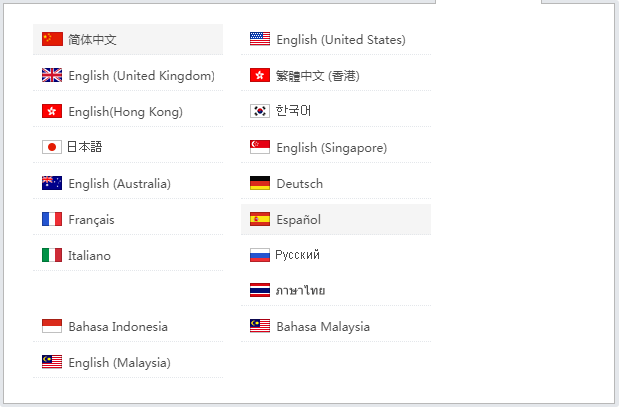 简体中文
English (United States)
English (United Kingdom)
繁體中文 (香港)
English(Hong Kong)
한국어
日本語
English (Singapore)
English (Australia)
Deutsch
Français
Español
Italiano
Русский
ภาษาไทย
Bahasa Indonesia
Bahasa Malaysia
English (Malaysia)